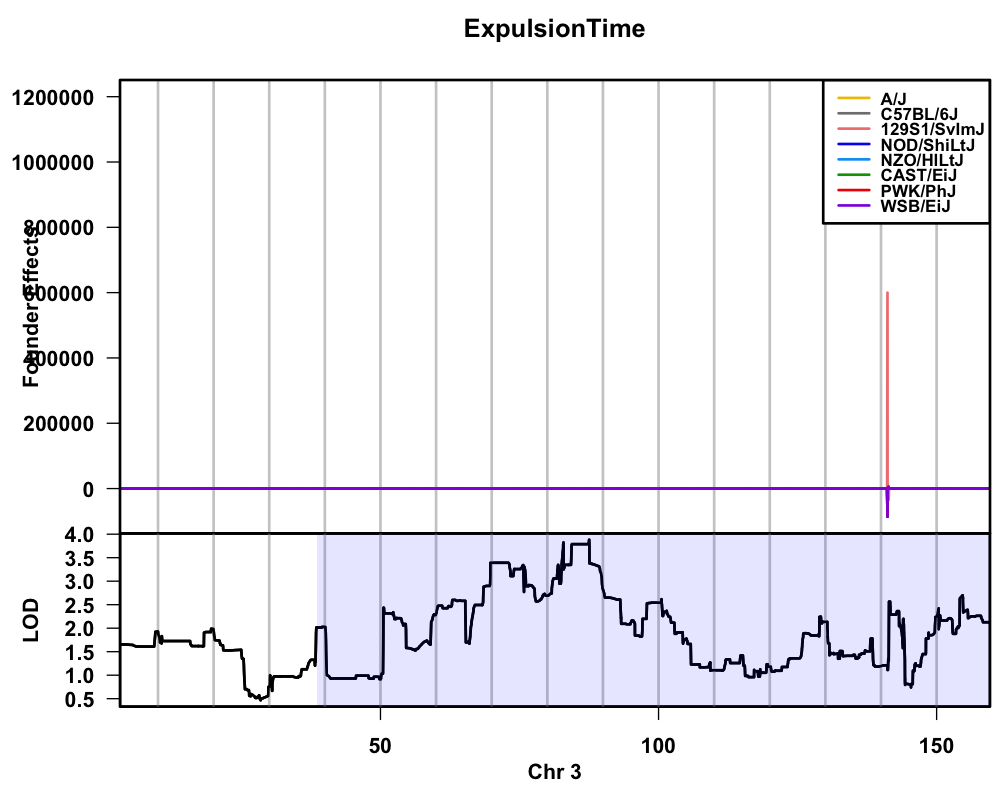 ExpulsionTime
1200000
1000000
800000
600000
400000
200000
0
Founder Effects
A/J
C57BL/6J
129S1/SvImJ
NOD/ShiLtJ
NZO/HlLtJ
CAST/EiJ
PWK/PhJ
WSB/EiJ
4.0
3.5
3.0
2.5
2.0
1.5
1.0
0.5
LOD
50 100 150
Chr 3